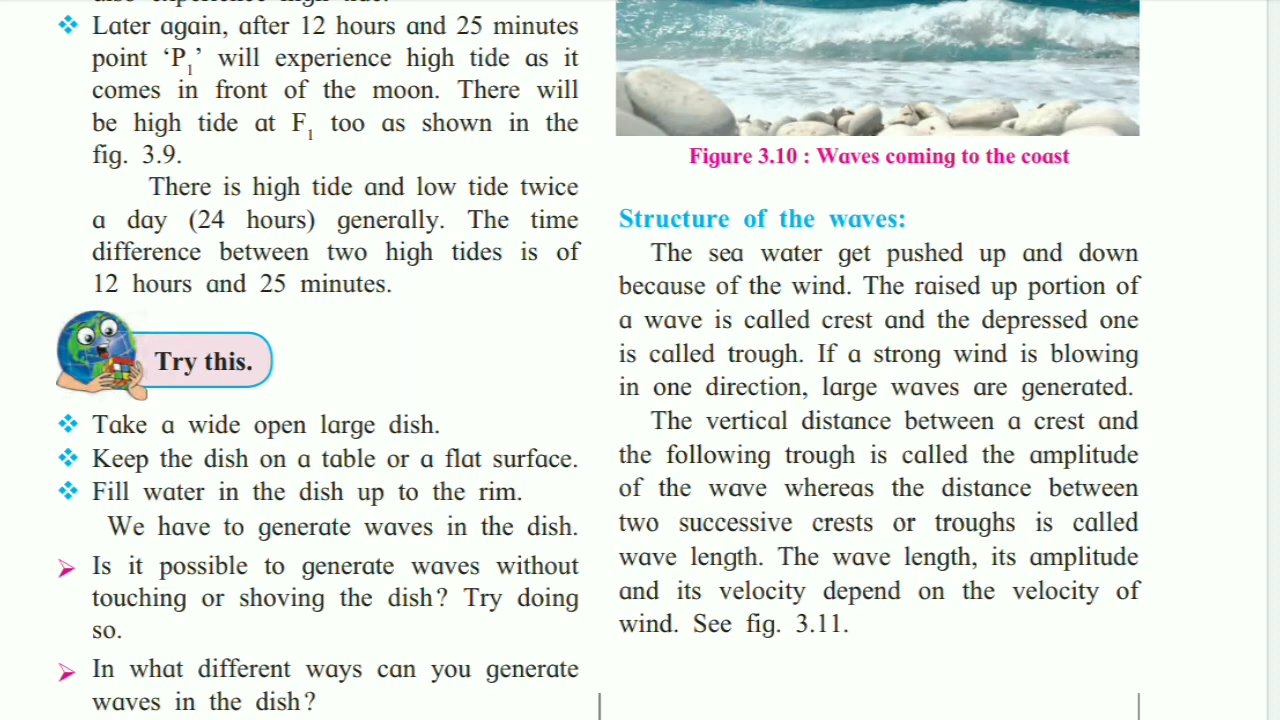 Later again, after 12 hours and 25 minutes
point ‘P1’ will experience high tide as it
comes in front of the moon. There will
be high tide at F1 too as shown in the
fig. 3.9.
There is high tide and low tide twice
a day (24 hours) generally. The time
difference between two high tides is of
12 hours and 25 minutes.
Try this.
Take a wide open large dish.
Keep the dish on a table or a flat surface.
Fill water in the dish up to the rim.
We have to generate waves in the dish.
Is it possible to generate waves without
touching or shoving the dish? Try doing
so.
In what different ways can you generate
waves in the dish?
Figure 3.10 : Waves coming to the coast
Structure of the waves:
The sea water get pushed up and down
because of the wind. The raised up portion of
a wave is called crest and the depressed one
is called trough. If a strong wind is blowing
in one direction, large waves are generated.
The vertical distance between a crest and
the following trough is called the amplitude
of the wave whereas the distance between
two successive crests or troughs is called
wave length. The wave length, its amplitude
and its velocity depend on the velocity of
wind. See fig. 3.11.